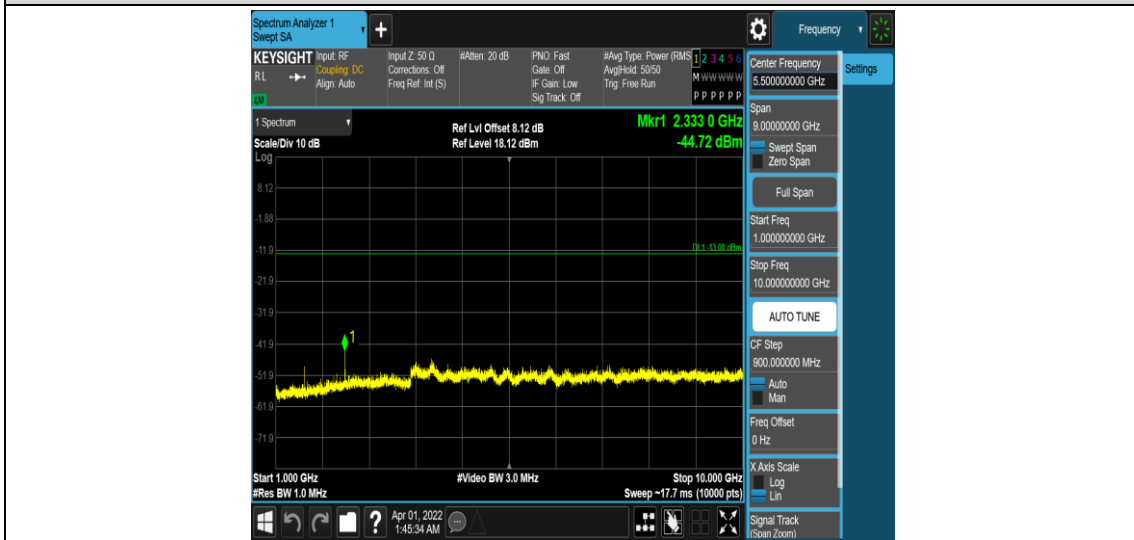 Spectrum Analyzer 1
Swept SA
+
Frequency
KEYSIGHT
RL
Input: RF
Coupling: DC
Align: Auto
Input Z: 50 Ω
Corrections: Off
Freq Ref: Int (S)
#Atten: 20 dB
PNO: Fast
Gate: Off
IF Gain: Low
Sig Track: Off
#Avg Type: Power (RMS
Avg|Hold: 50/50
Trig: Free Run
1 2 3 4 5 6
M W W W W W
P P P P P P
1 Spectrum
Scale/Div 10 dB
Log
Ref Lvl Offset 8.12 dB
Ref Level 18.12 dBm
Mkr1 2.333 0 GHz
-44.72 dBm
8.12
-1.88
-11.9
-21.9
-31.9
-41.9
-51.9
-61.9
-71.9
DL1 -13.00 dBm
1
Start 1.000 GHz
#Res BW 1.0 MHz
#Video BW 3.0 MHz
Stop 10.000 GHz
Sweep ~17.7 ms (10000 pts)
Center Frequency
5.500000000 GHz
Settings
Span
9.00000000 GHz
Swept Span
Zero Span
Full Span
Start Freq
1.000000000 GHz
Stop Freq
10.000000000 GHz
AUTO TUNE
CF Step
900.000000 MHz
Auto
Man
Freq Offset
0 Hz
X Axis Scale
Log
Lin
Signal Track
(Span Zoom)
?
Apr 01, 2022
1:45:34 AM